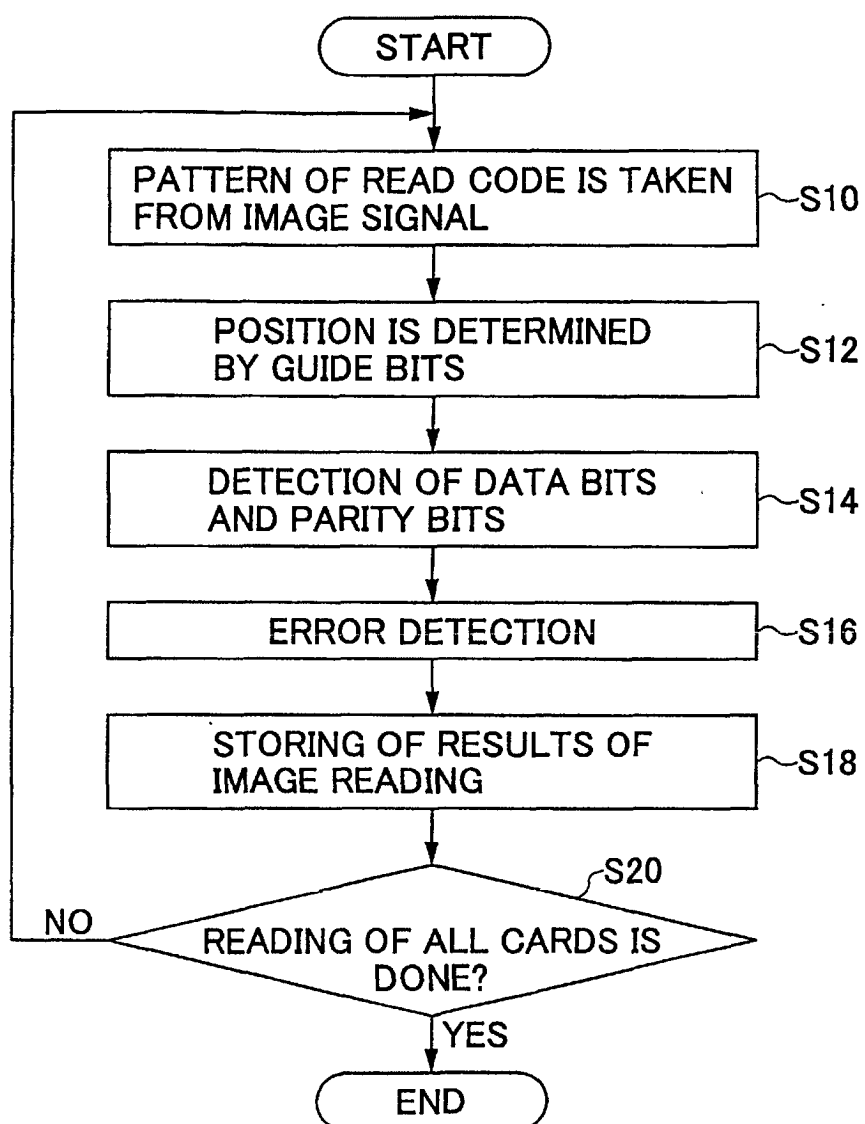 START
PATTERN OF READ CODE IS TAKEN
FROM IMAGE SIGNAL
S10
POSITION IS DETERMINED
BY GUIDE BITS
S12
DETECTION OF DATA BITS
AND PARITY BITS
S14
ERROR DETECTION
S16
STORING OF RESULTS OF
IMAGE READING
S18
S20
NO
READING OF ALL CARDS IS
DONE?
YES
END